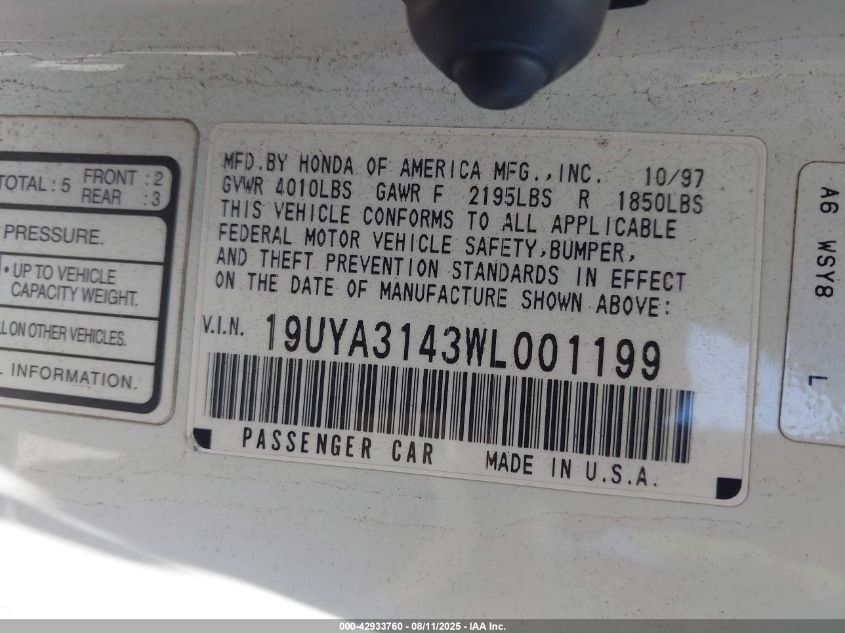 TOTAL : 5 FRONT : 2
REAR : 3
PRESSURE.
• UP TO VEHICLE
CAPACITY WEIGHT.
ON OTHER VEHICLES.
INFORMATION.
MFD. BY HONDA OF AMERICA MFG., INC. 10/97
GVWR 4010LBS GAWR F 2195LBS R 1850LBS
THIS VEHICLE CONFORMS TO ALL APPLICABLE
FEDERAL MOTOR VEHICLE SAFETY, BUMPER,
AND THEFT PREVENTION STANDARDS IN EFFECT
ON THE DATE OF MANUFACTURE SHOWN ABOVE:
V.I.N. 19UYA3143WL001199
PASSENGER CAR MADE IN U.S.A.
A6 WSY8 L
000-42933760 - 08/11/2025 - IAA Inc.